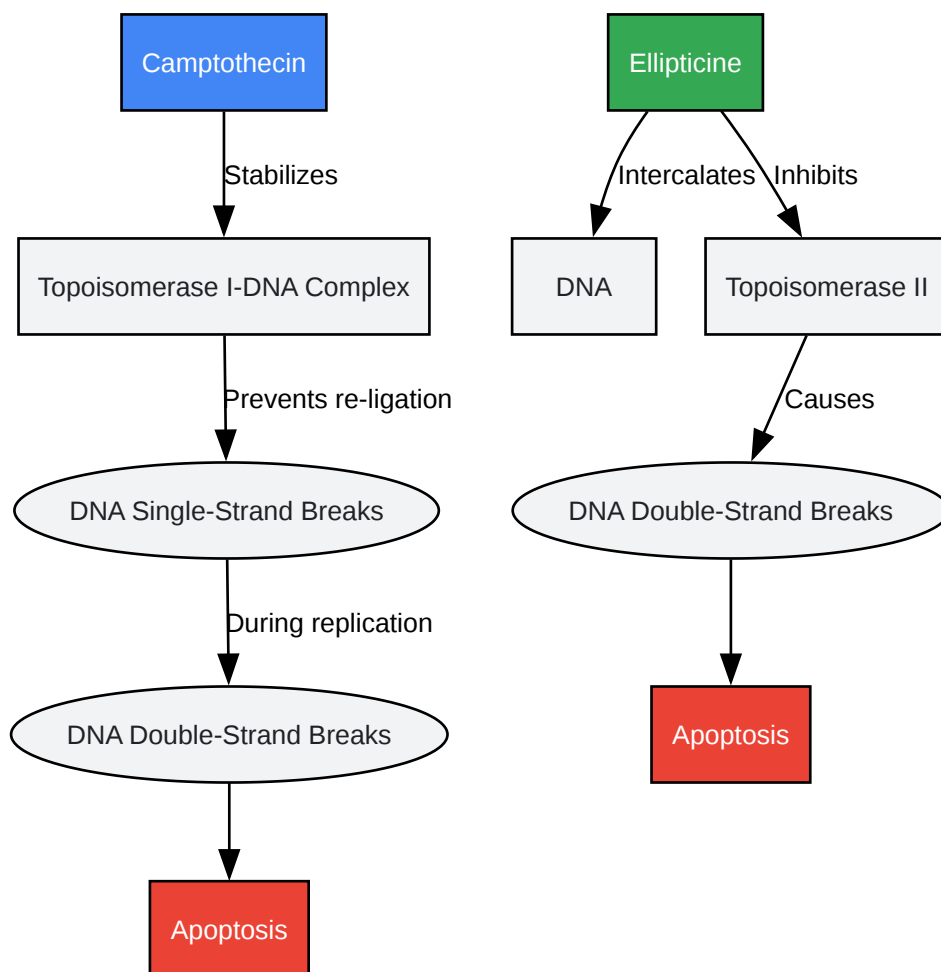 Camptothecin
Stabilizes
Topoisomerase I-DNA Complex
Prevents re-ligation
DNA Single-Strand Breaks
During replication
DNA Double-Strand Breaks
Apoptosis
Ellipticine
Intercalates
Inhibits
DNA
Topoisomerase II
Causes
DNA Double-Strand Breaks
Apoptosis